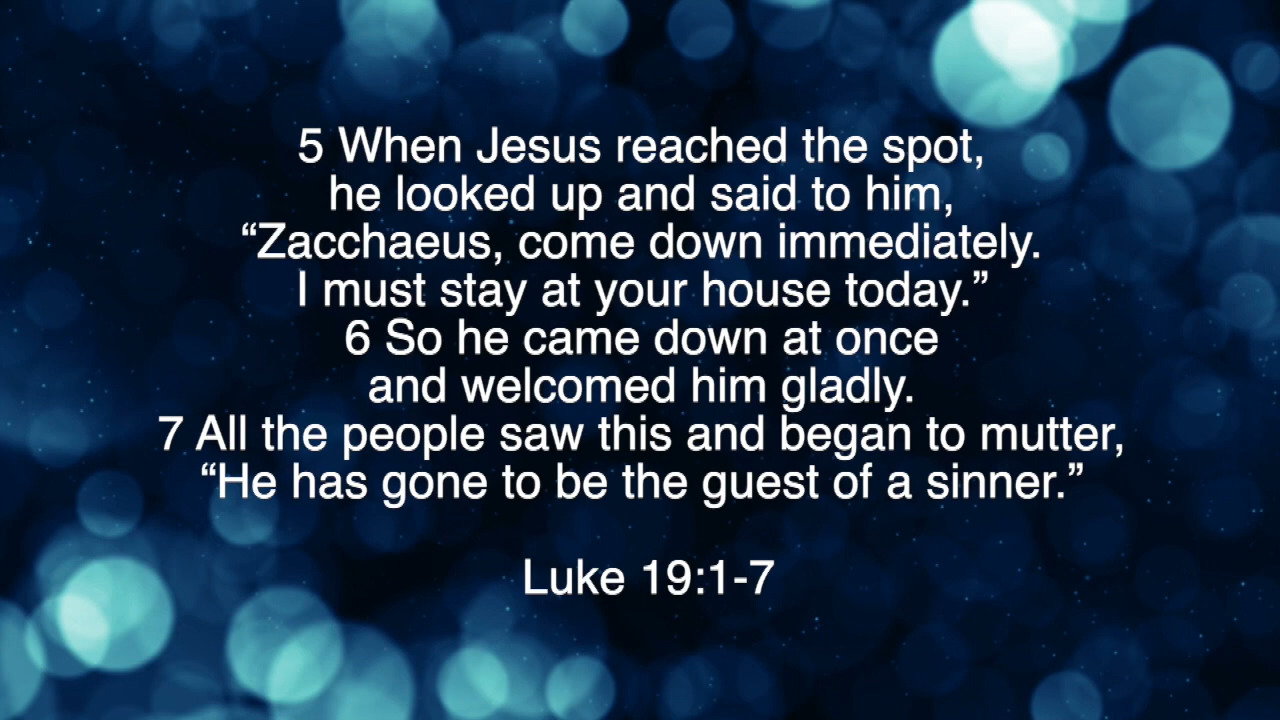 5 When Jesus reached the spot,
he looked up and said to him,
“Zacchaeus, come down immediately.
I must stay at your house today.”
6 So he came down at once
and welcomed him gladly.
7 All the people saw this and began to mutter,
“He has gone to be the guest of a sinner.”
Luke 19:1-7